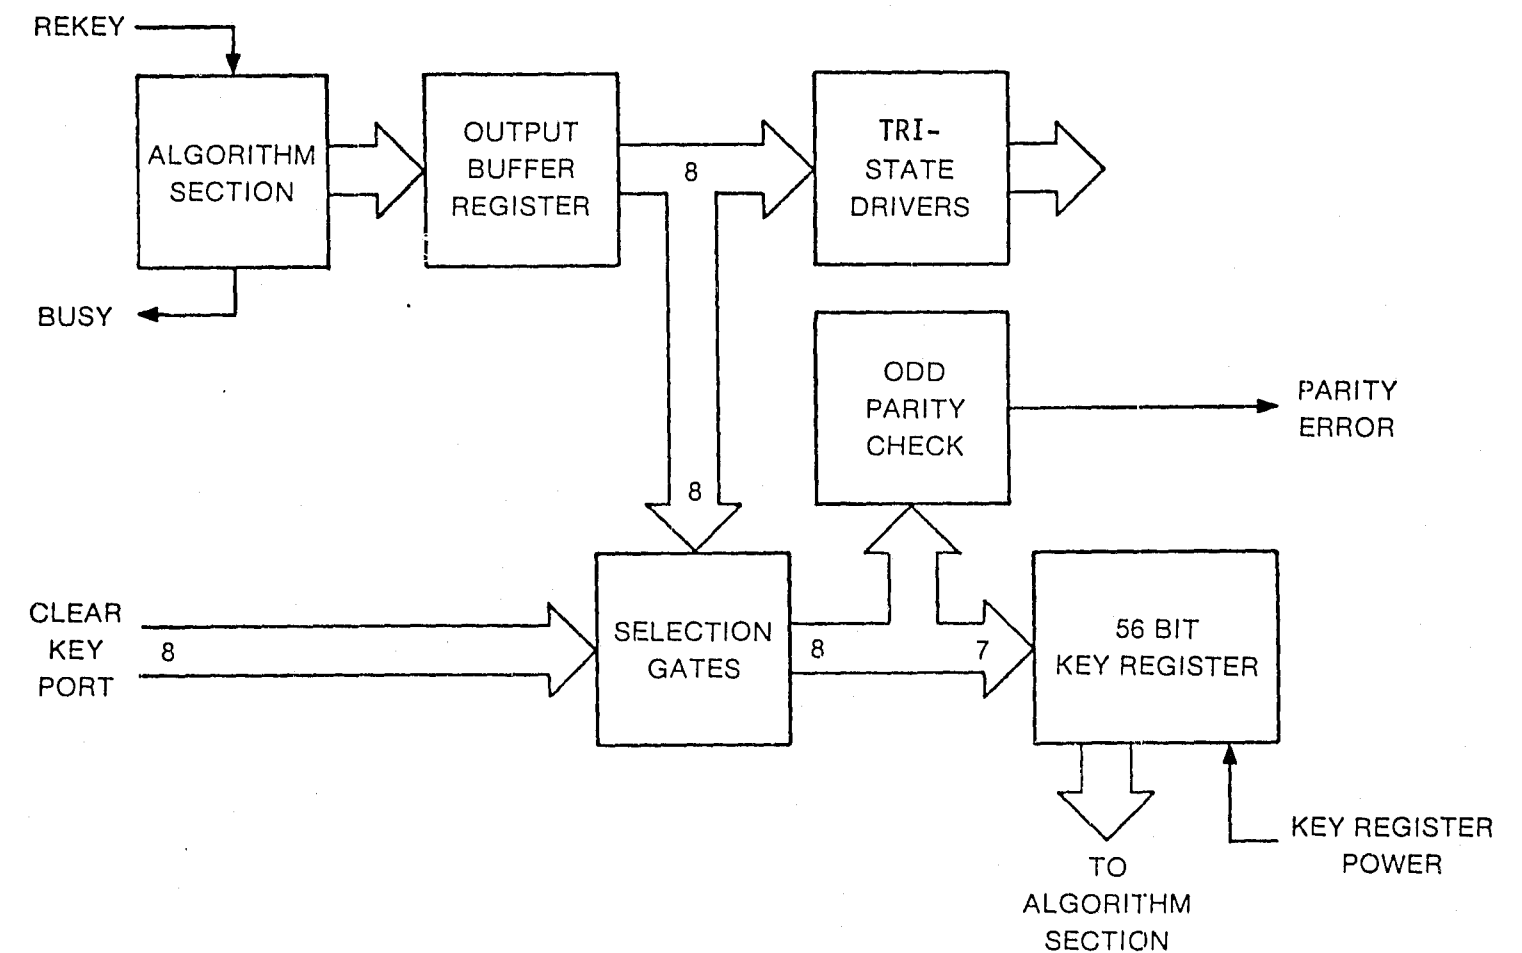 REKEY
ALGORITHM
SECTION
OUTPUT
BUFFER
REGISTER
8
TRI-
STATE
DRIVERS
BUSY
ODD
PARITY
CHECK
PARITY
ERROR
8
CLEAR
KEY
PORT
8
SELECTION
GATES
8
7
56 BIT
KEY REGISTER
KEY REGISTER
POWER
TO
ALGORITHM
SECTION